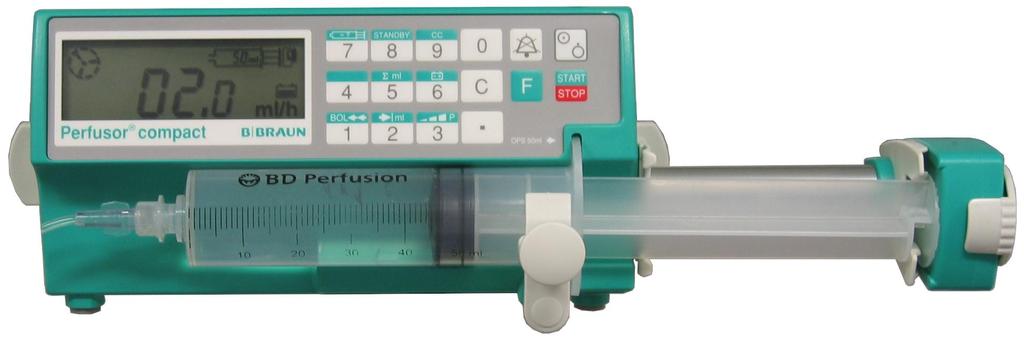 50ml
02.0 ml/h
Perfusor® compact B|BRAUN
STANDBY CC
7 8 9 0
Σ ml
4 5 6 C F START
STOP
BOL ml P
1 2 3 .
OPS 50ml
BD Perfusion
10 20 30 40 50 ml